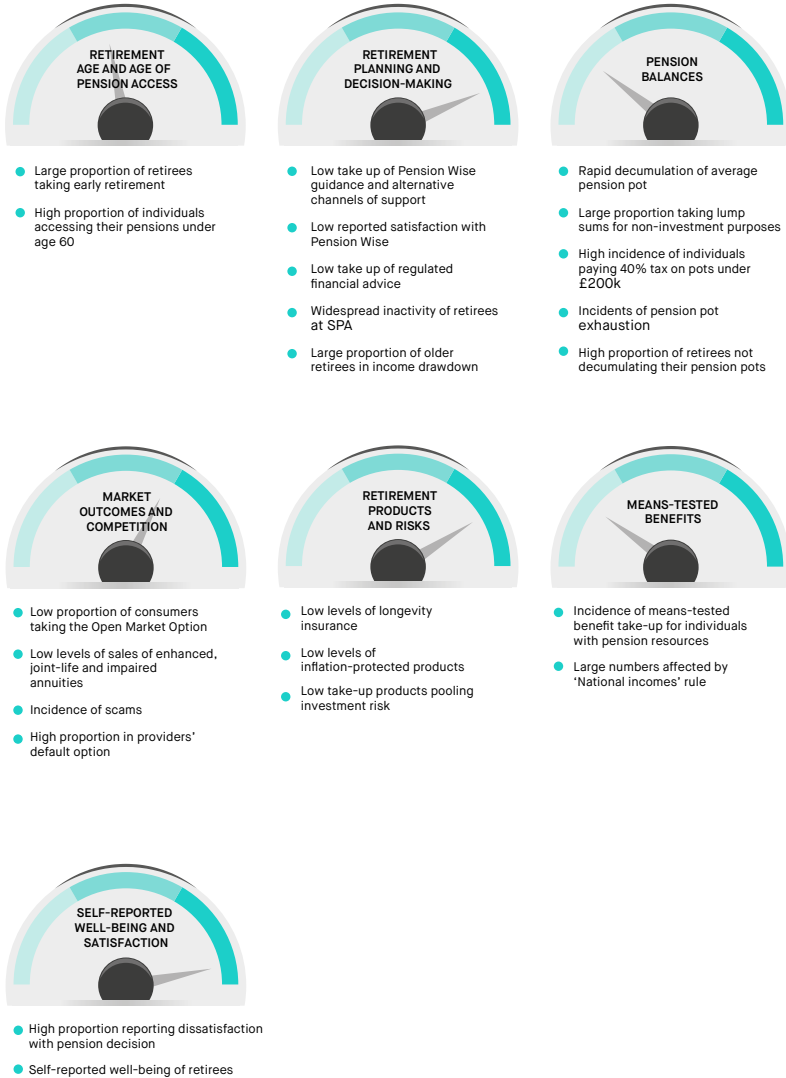 RETIREMENT
AGE AND AGE OF
PENSION ACCESS
Large proportion of retirees
taking early retirement
High proportion of individuals
accessing their pensions under
age 60
RETIREMENT
PLANNING AND
DECISION-MAKING
Low take up of Pension Wise
guidance and alternative
channels of support
Low reported satisfaction with
Pension Wise
Low take up of regulated
financial advice
Widespread inactivity of retirees
at SPA
Large proportion of older
retirees in income drawdown
PENSION
BALANCES
Rapid decumulation of average
pension pot
Large proportion taking lump
sums for non-investment purposes
High incidence of individuals
paying 40% tax on pots under
£200k
Incidents of pension pot
exhaustion
High proportion of retirees not
decumulating their pension pots
MARKET
OUTCOMES AND
COMPETITION
Low proportion of consumers
taking the Open Market Option
Low levels of sales of enhanced,
joint-life and impaired
annuities
Incidence of scams
High proportion in providers’
default option
RETIREMENT
PRODUCTS
AND RISKS
Low levels of longevity
insurance
Low levels of
inflation-protected products
Low take-up products pooling
investment risk
MEANS-TESTED
BENEFITS
Incidence of means-tested
benefit take-up for individuals
with pension resources
Large numbers affected by
‘National incomes’ rule
SELF-REPORTED
WELL-BEING AND
SATISFACTION
High proportion reporting dissatisfaction
with pension decision
Self-reported well-being of retirees